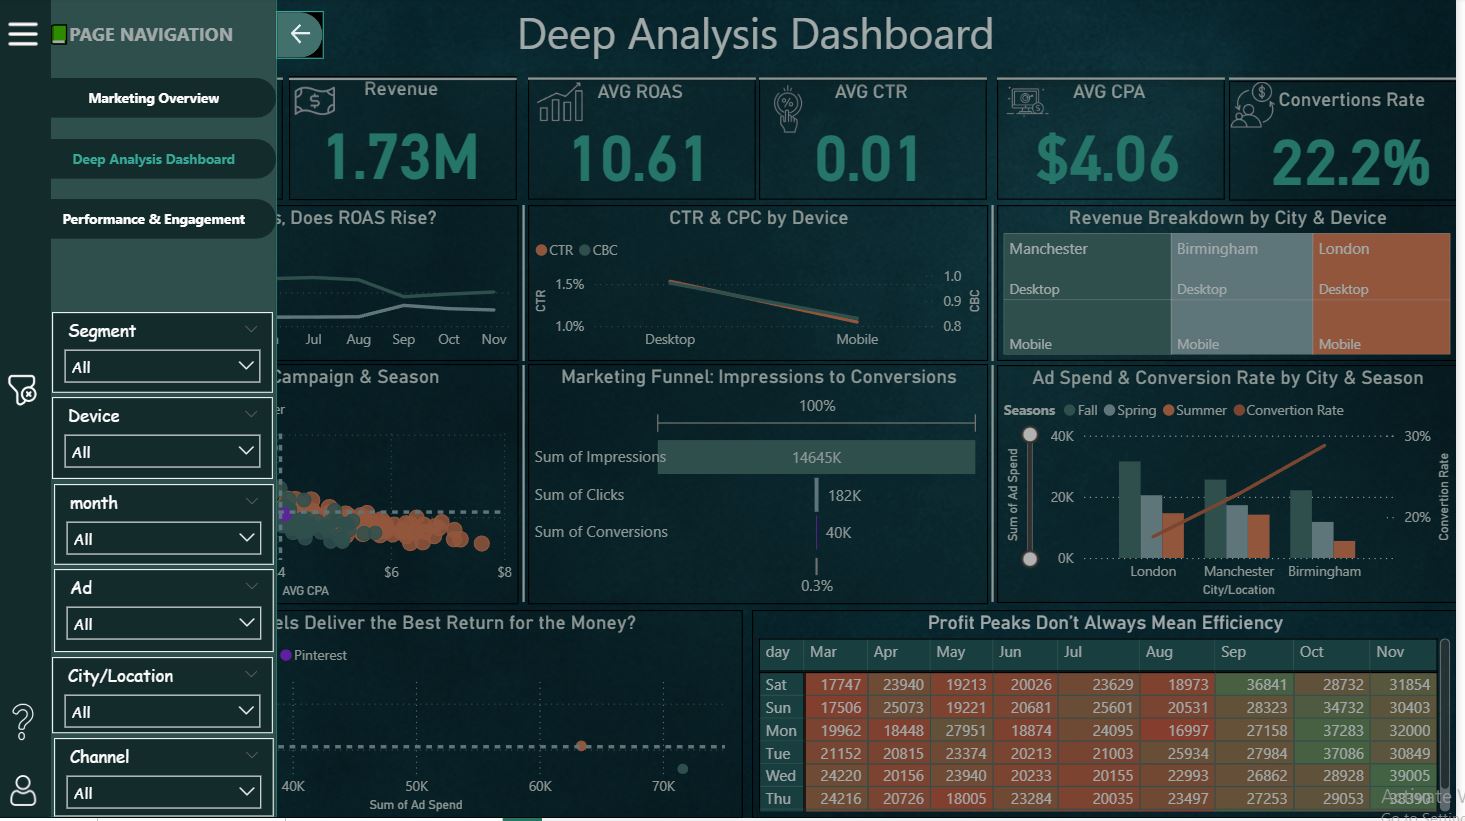 PAGE NAVIGATION
Deep Analysis Dashboard
Marketing Overview
Deep Analysis Dashboard
Performance & Engagement
Revenue
1.73M
AVG ROAS
10.61
AVG CTR
0.01
AVG CPA
$4.06
Convertions Rate
22.2%
Segment
All
Device
All
month
All
Ad
All
City/Location
All
Channel
All
s, Does ROAS Rise?
Jul Aug Sep Oct Nov
CTR & CPC by Device
CTR CBC
CTR
1.5%
1.0%
1.0
0.9
0.8
CBC
Desktop Mobile
Revenue Breakdown by City & Device
Manchester Birmingham London
Desktop Desktop Desktop
Mobile Mobile Mobile
Campaign & Season
er
4 $6 $8
AVG CPA
Marketing Funnel: Impressions to Conversions
100%
Sum of Impressions 14645K
Sum of Clicks 182K
Sum of Conversions 40K
0.3%
Ad Spend & Conversion Rate by City & Season
Seasons Fall Spring Summer Convertion Rate
Sum of Ad Spend
40K
20K
0K
30%
20%
Convertion Rate
London Manchester Birmingham
City/Location
els Deliver the Best Return for the Money?
Pinterest
40K 50K 60K 70K
Sum of Ad Spend
Profit Peaks Don't Always Mean Efficiency
day Mar Apr May Jun Jul Aug Sep Oct Nov
Sat 17747 23940 19213 20026 23629 18973 36841 28732 31854
Sun 17506 25073 19221 20681 25601 20531 28323 34732 30403
Mon 19962 18448 27951 18874 24095 16997 27158 37283 32000
Tue 21152 20815 23374 20213 21003 25934 27984 37086 30849
Wed 24220 20156 23940 20233 20155 22993 26862 28928 39005
Thu 24216 20726 18005 23284 20035 23497 27253 29053
Activate W
Go to Setting